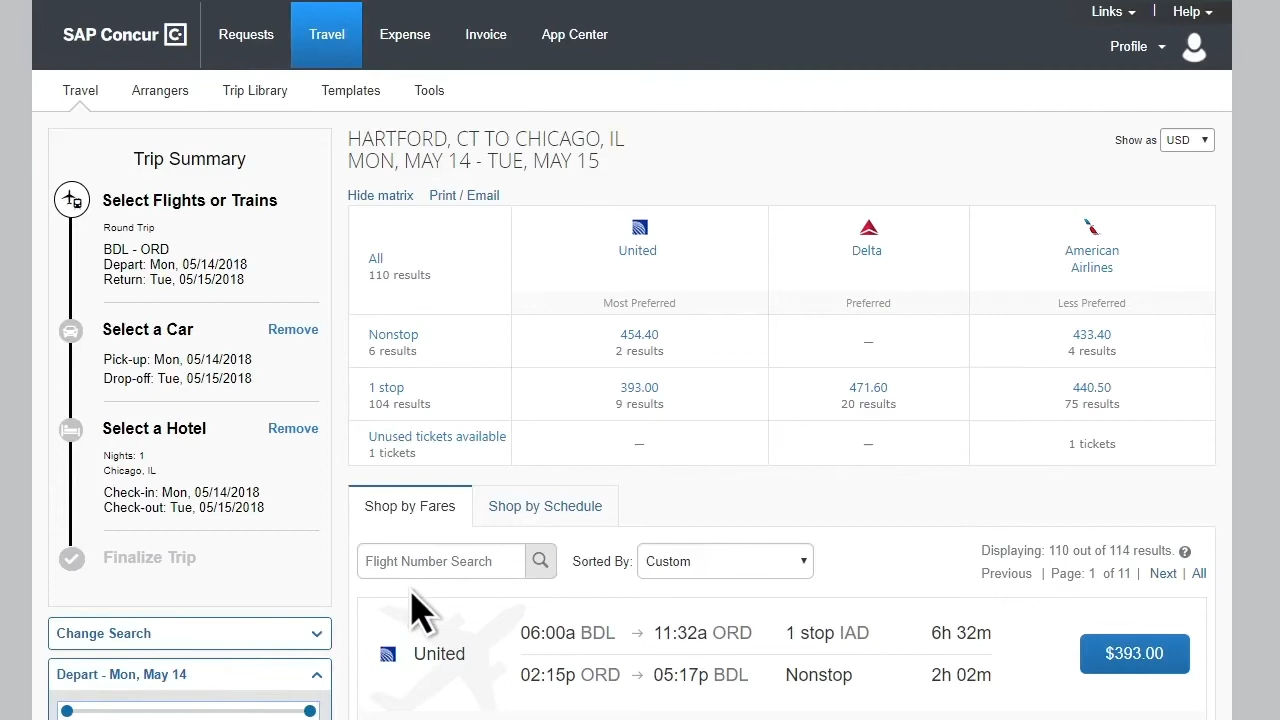 Links
Help
SAP Concur C
Requests
Travel
Expense
Invoice
App Center
Profile
Travel
Arrangers
Trip Library
Templates
Tools
Trip Summary
Select Flights or Trains
Round Trip
BDL - ORD
Depart: Mon, 05/14/2018
Return: Tue, 05/15/2018
Select a Car
Remove
Pick-up: Mon, 05/14/2018
Drop-off: Tue, 05/15/2018
Select a Hotel
Remove
Nights: 1
Chicago, IL
Check-in: Mon, 05/14/2018
Check-out: Tue, 05/15/2018
Finalize Trip
Change Search
Depart - Mon, May 14
HARTFORD, CT TO CHICAGO, IL
MON, MAY 14 - TUE, MAY 15
Show as USD
Hide matrix Print / Email
All
110 results
United
Delta
American
Airlines
Most Preferred
Preferred
Less Preferred
Nonstop
6 results
454.40
2 results
—
433.40
4 results
1 stop
104 results
393.00
9 results
471.60
20 results
440.50
75 results
Unused tickets available
1 tickets
—
—
1 tickets
Shop by Fares
Shop by Schedule
Flight Number Search
Sorted By: Custom
Displaying: 110 out of 114 results. ?
Previous | Page: 1 of 11 | Next | All
United
06:00a BDL → 11:32a ORD 1 stop IAD 6h 32m
02:15p ORD → 05:17p BDL Nonstop 2h 02m
$393.00